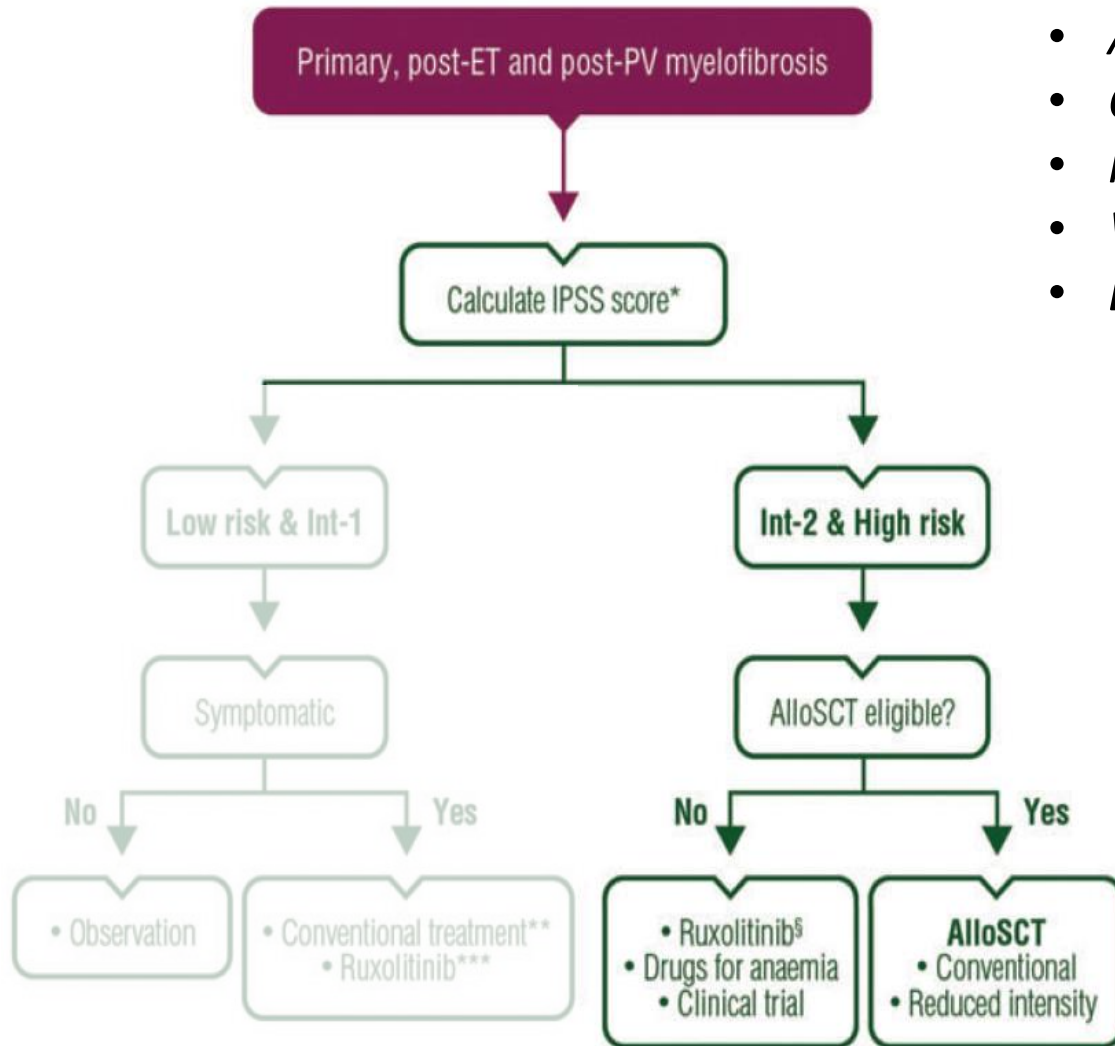 Primary, post-ET and post-PV myelofibrosis
Calculate IPSS score*
Low risk & Int-1
Int-2 & High risk
Symptomatic
AlloSCT eligible?
No
Yes
No
Yes
• Observation
• Conventional treatment**
• Ruxolitinib***
• Ruxolitinib§
• Drugs for anaemia
• Clinical trial
AlloSCT
• Conventional
• Reduced intensity